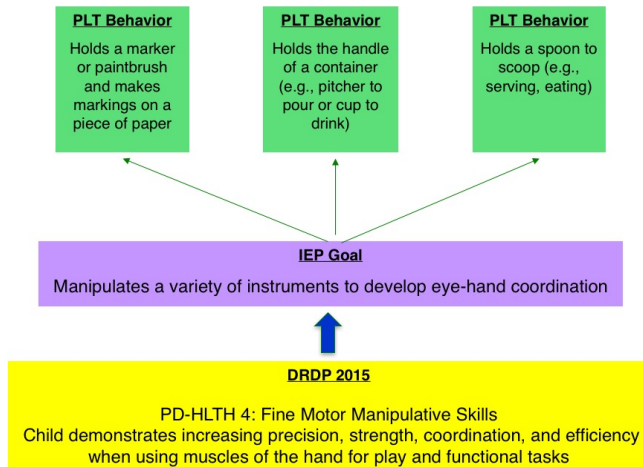 PLT Behavior
Holds a marker
or paintbrush
and makes
markings on a
piece of paper
PLT Behavior
Holds the handle
of a container
(e.g., pitcher to
pour or cup to
drink)
PLT Behavior
Holds a spoon to
scoop (e.g.,
serving, eating)
IEP Goal
Manipulates a variety of instruments to develop eye-hand coordination
DRDP 2015
PD-HLTH 4: Fine Motor Manipulative Skills
Child demonstrates increasing precision, strength, coordination, and efficiency
when using muscles of the hand for play and functional tasks